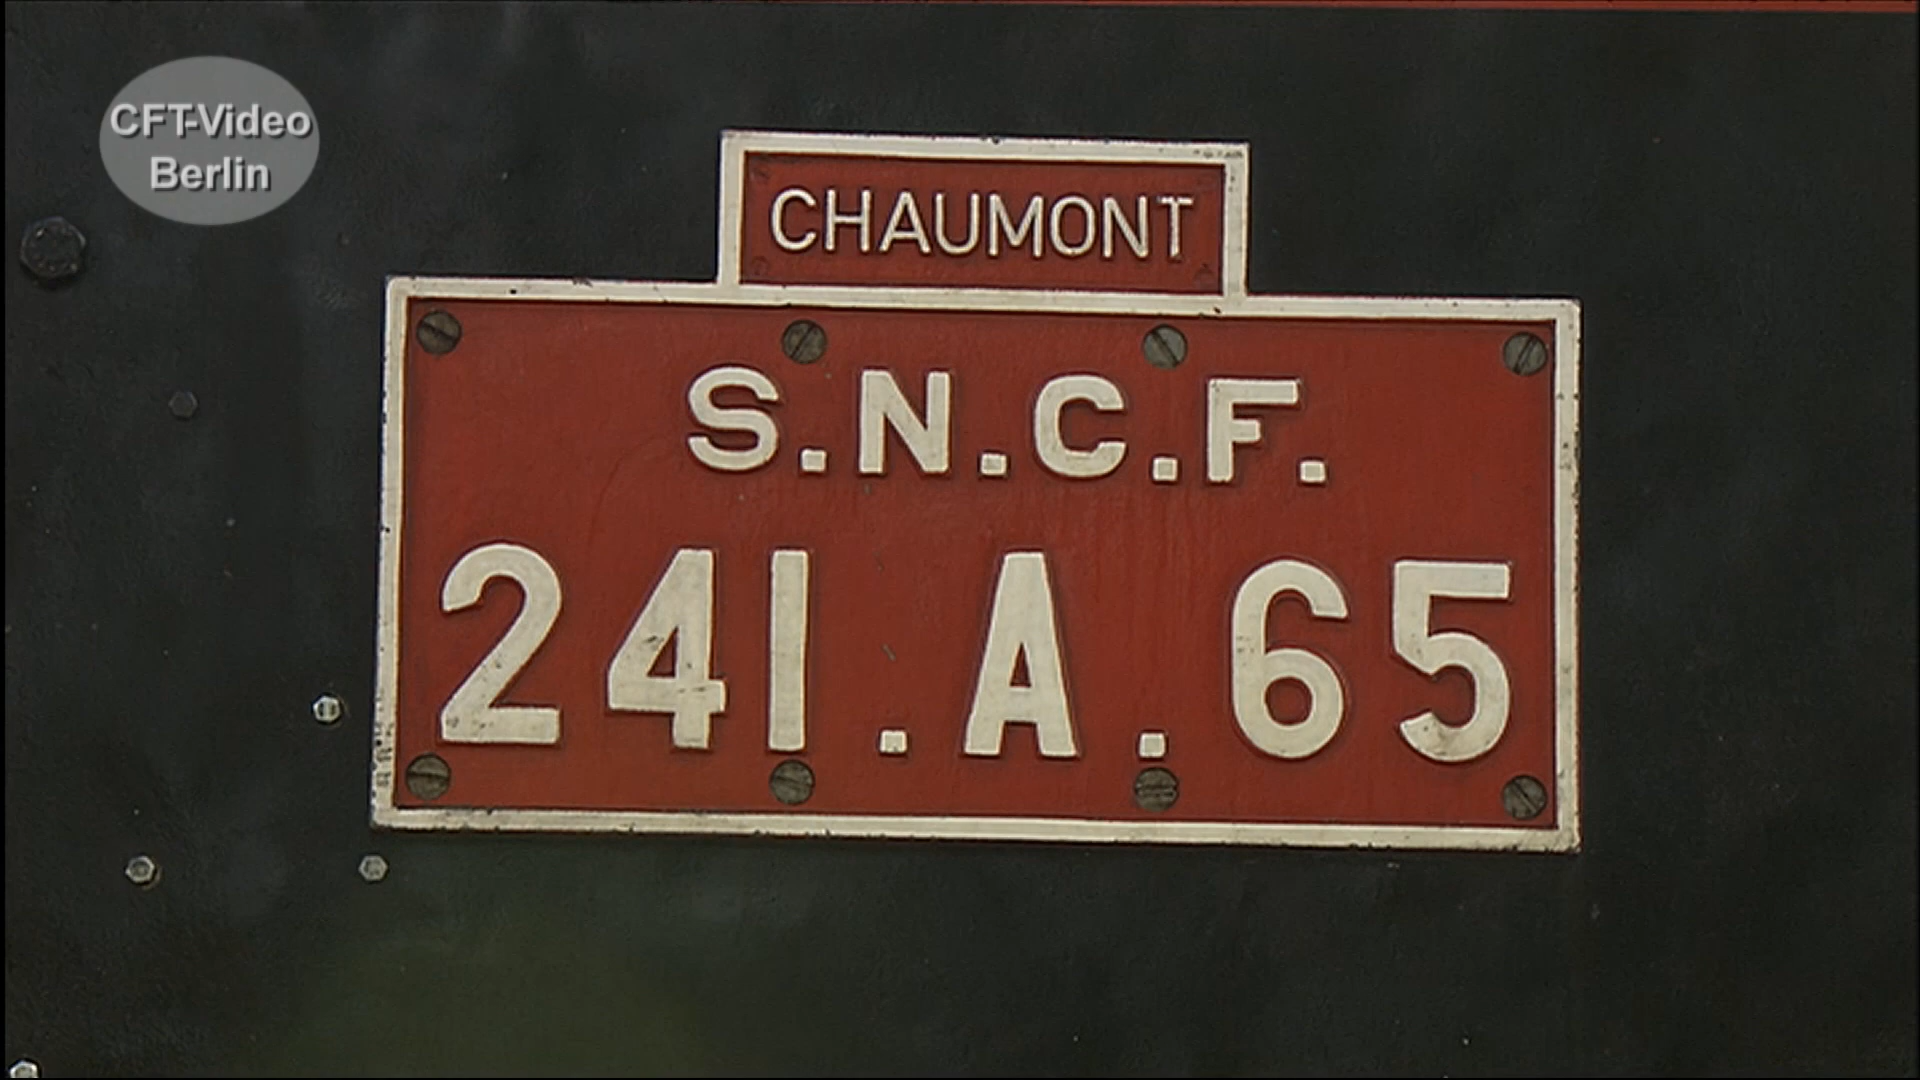 CFT-Video
Berlin
CHAUMONT
S.N.C.F.
241.A.65